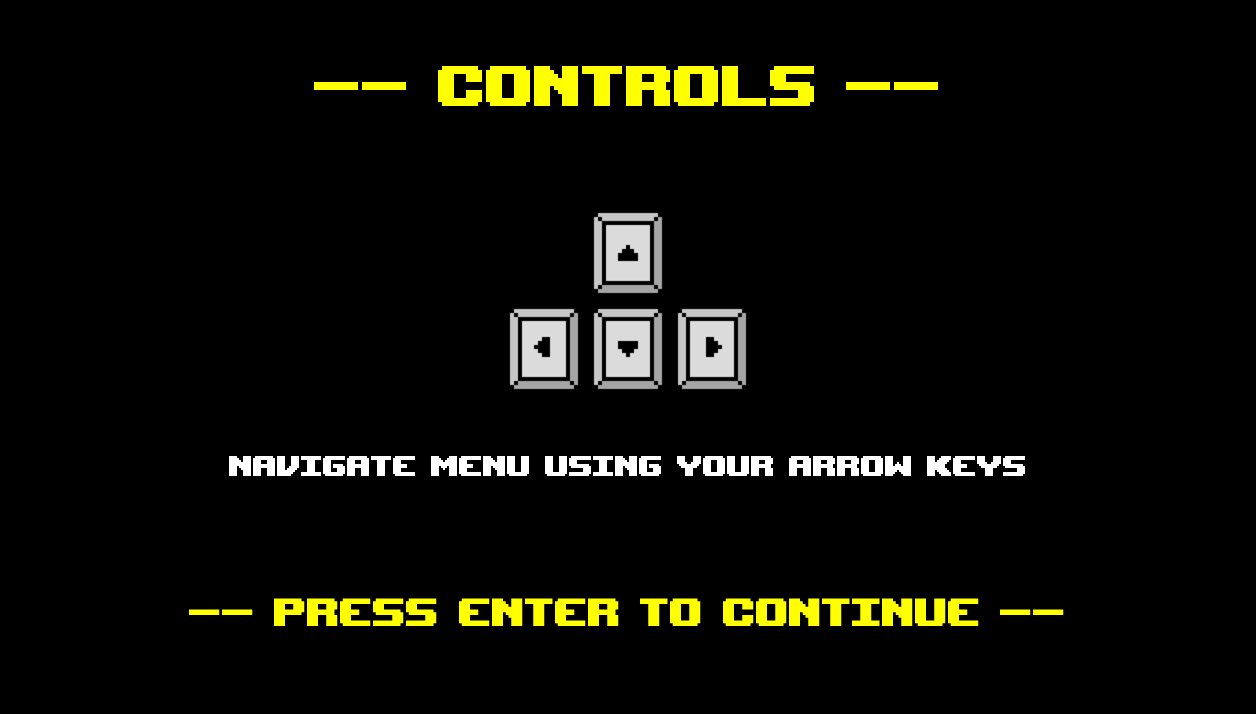 -- CONTROLS --
NAVIGATE MENU USING YOUR ARROW KEYS
-- PRESS ENTER TO CONTINUE --